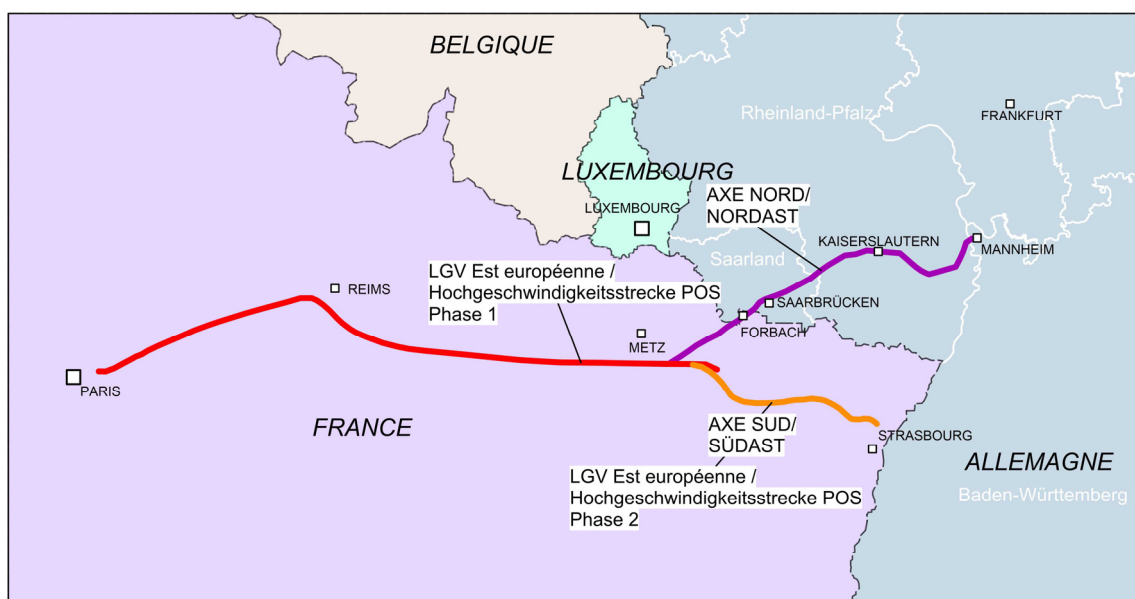 BELGIQUE
Rheinland-Pfalz
FRANKFURT
LUXEMBOURG
AXE NORD/
NORDAST
LUXEMBOURG
KAISERSLAUTERN
MANNHEIM
Saarland
LGV Est européenne /
Hochgeschwindigkeitsstrecke POS
Phase 1
REIMS
SAARBRÜCKEN
FORBACH
METZ
PARIS
FRANCE
AXE SUD/
SÜDAST
STRASBOURG
LGV Est européenne /
Hochgeschwindigkeitsstrecke POS
Phase 2
ALLEMAGNE
Baden-Württemberg